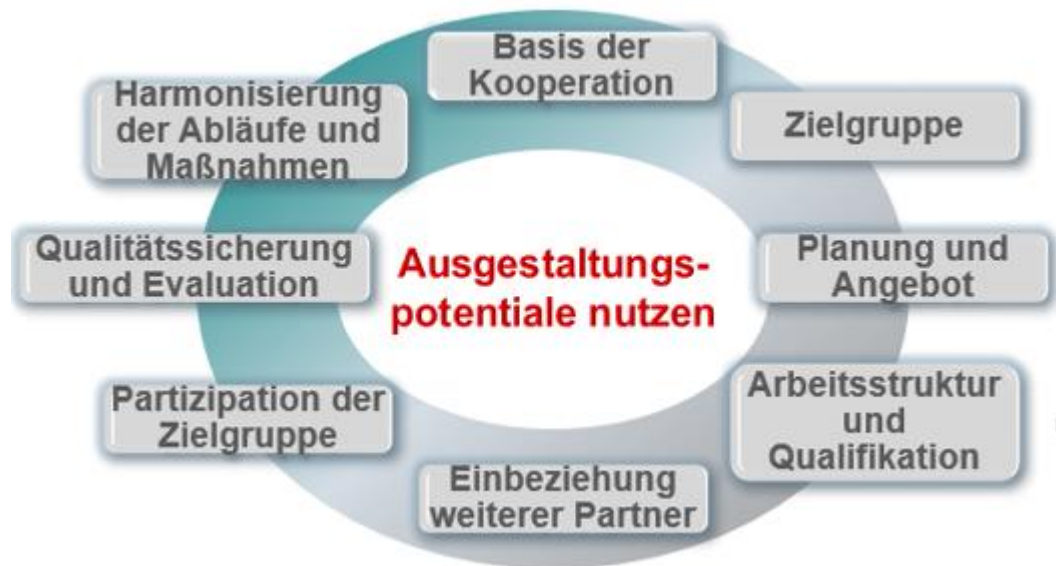 Basis der
Kooperation
Zielgruppe
Planung und
Angebot
Arbeitsstruktur
und
Qualifikation
Einbeziehung
weiterer Partner
Partizipation der
Zielgruppe
Qualitätssicherung
und Evaluation
Harmonisierung
der Abläufe und
Maßnahmen
Ausgestaltungs-
potentiale nutzen